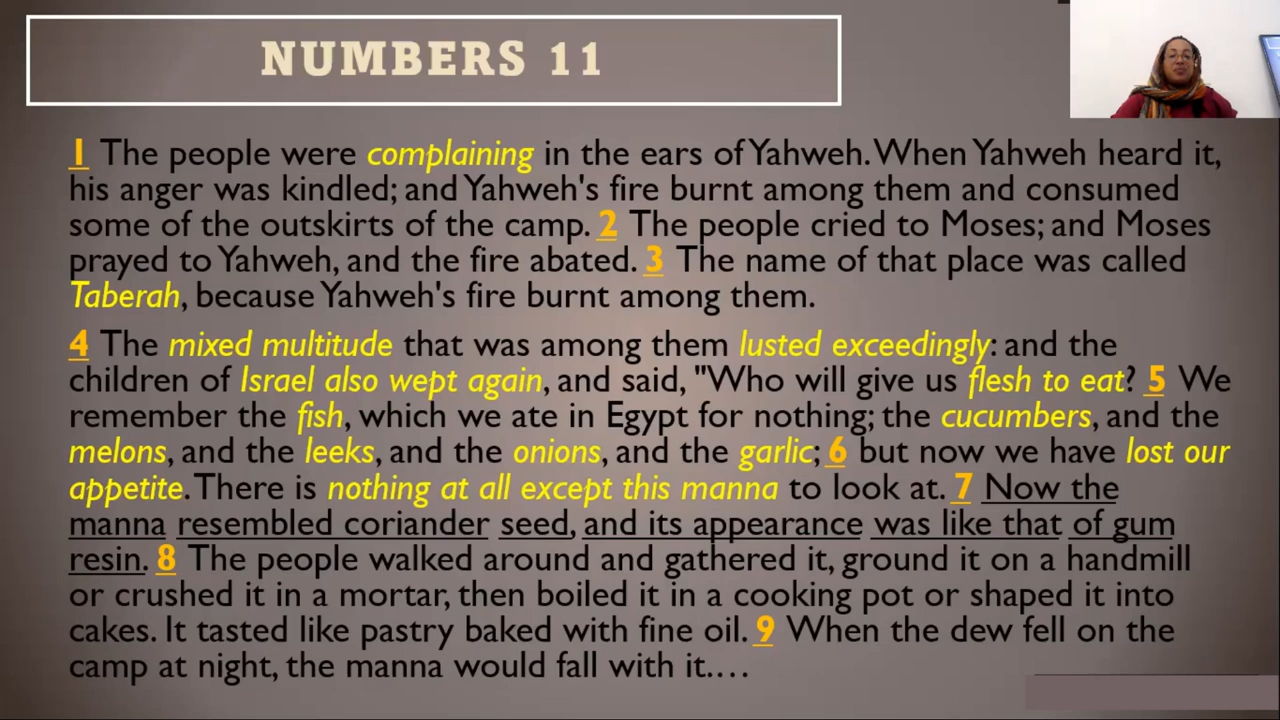 NUMBERS 11
1 The people were complaining in the ears of Yahweh. When Yahweh heard it,
his anger was kindled; and Yahweh's fire burnt among them and consumed
some of the outskirts of the camp. 2 The people cried to Moses; and Moses
prayed to Yahweh, and the fire abated. 3 The name of that place was called
Taberah, because Yahweh's fire burnt among them.
4 The mixed multitude that was among them lusted exceedingly: and the
children of Israel also wept again, and said, "Who will give us flesh to eat? 5 We
remember the fish, which we ate in Egypt for nothing; the cucumbers, and the
melons, and the leeks, and the onions, and the garlic; 6 but now we have lost our
appetite. There is nothing at all except this manna to look at. 7 Now the
manna resembled coriander seed, and its appearance was like that of gum
resin. 8 The people walked around and gathered it, ground it on a handmill
or crushed it in a mortar, then boiled it in a cooking pot or shaped it into
cakes. It tasted like pastry baked with fine oil. 9 When the dew fell on the
camp at night, the manna would fall with it.…